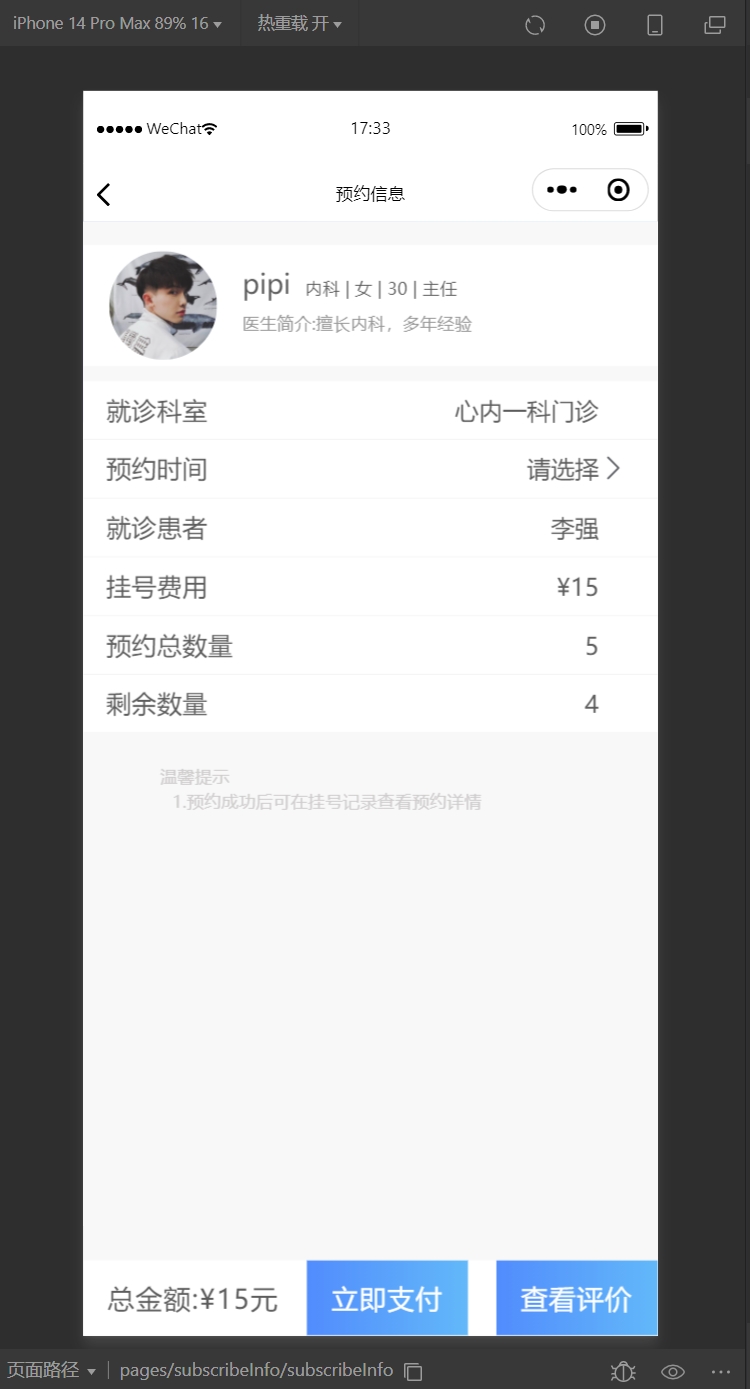 iPhone 14 Pro Max 89% 16 热重载 开
WeChat 17:33 100%
预约信息
pipi 内科 | 女 | 30 | 主任
医生简介:擅长内科，多年经验
就诊科室 心内一科门诊
预约时间 请选择
就诊患者 李强
挂号费用 ¥15
预约总数量 5
剩余数量 4
温馨提示
1.预约成功后可在挂号记录查看预约详情
总金额:¥15元 立即支付 查看评价
页面路径 pages/subscribeInfo/subscribeInfo